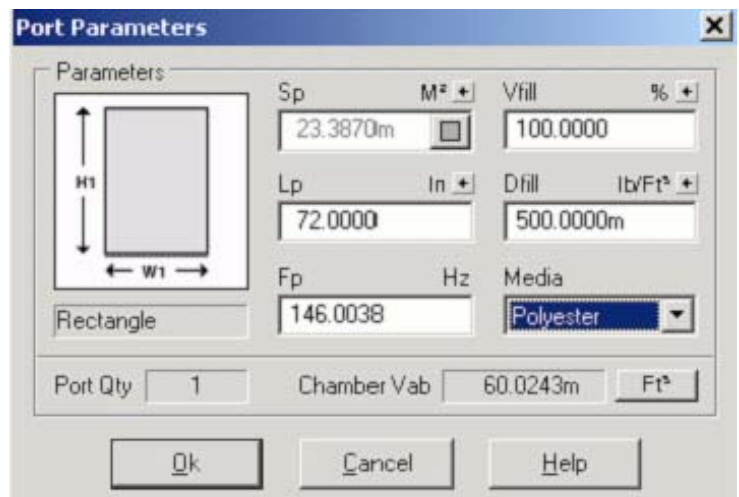 Port Parameters
Parameters
Sp M² +
23.3870m
Vfill % +
100.0000
H1
W1
Lp In +
72.0000
Dfill lb/Ft³ +
500.0000m
Fp Hz
146.0038
Media
Polyester
Rectangle
Port Qty 1
Chamber Vab 60.0243m Ft³
Ok
Cancel
Help